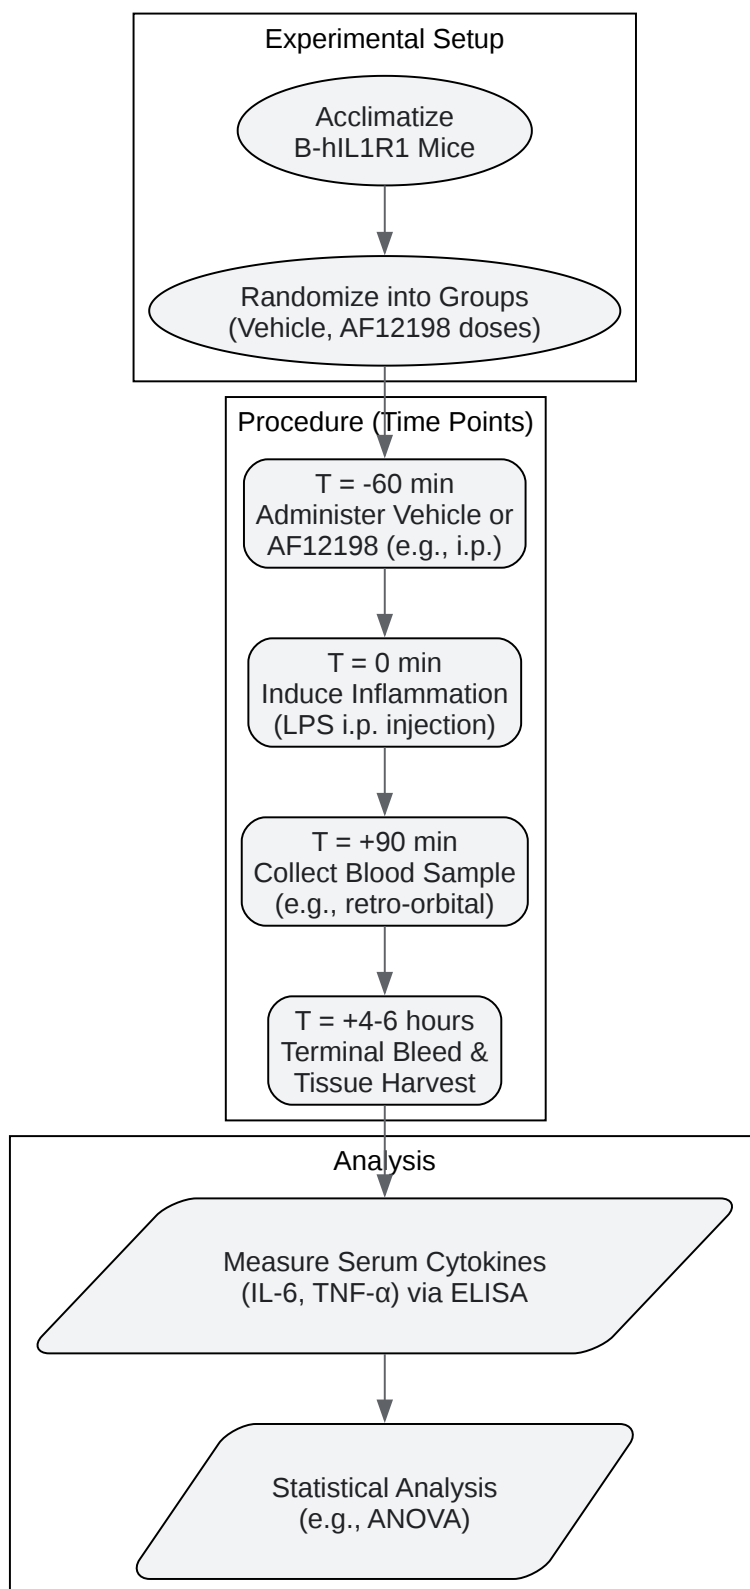 Experimental Setup
Acclimatize
B-hIL1R1 Mice
Randomize into Groups
(Vehicle, AF12198 doses)
Procedure (Time Points)
T = -60 min
Administer Vehicle or
AF12198 (e.g., i.p.)
T = 0 min
Induce Inflammation
(LPS i.p. injection)
T = +90 min
Collect Blood Sample
(e.g., retro-orbital)
T = +4-6 hours
Terminal Bleed &
Tissue Harvest
Analysis
Measure Serum Cytokines
(IL-6, TNF-α) via ELISA
Statistical Analysis
(e.g., ANOVA)